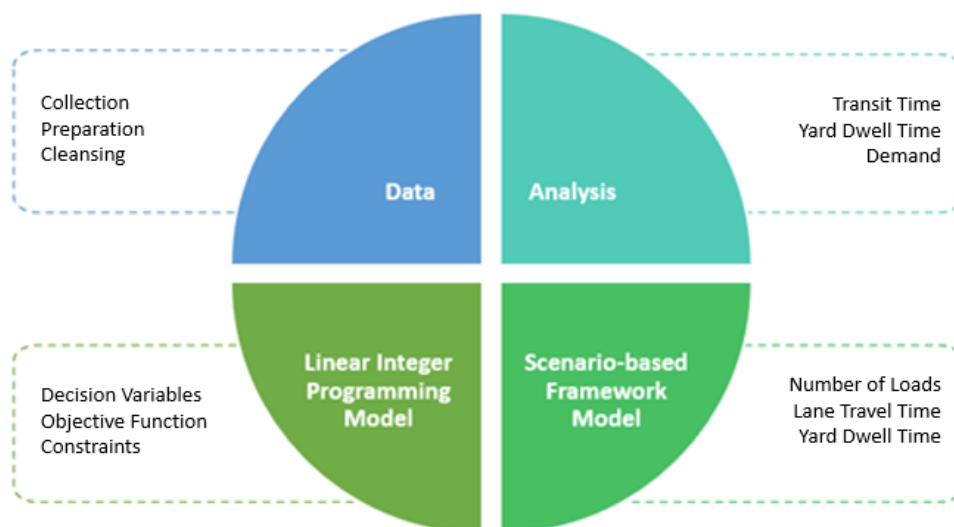 Collection
Preparation
Cleansing
Data
Analysis
Transit Time
Yard Dwell Time
Demand
Decision Variables
Objective Function
Constraints
Linear Integer
Programming
Model
Scenario-based
Framework
Model
Number of Loads
Lane Travel Time
Yard Dwell Time